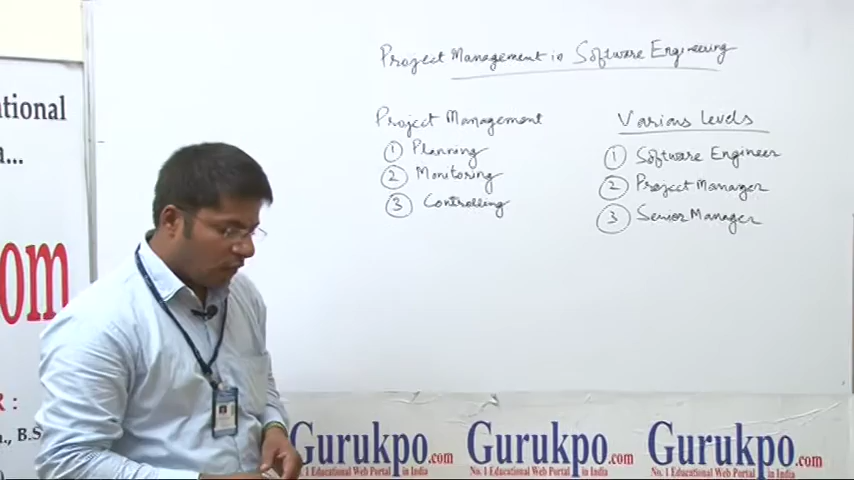 Project Management in Software Engineering
Project Management
1 Planning
2 Monitoring
3 Controlling
Various Levels
1 Software Engineer
2 Project Manager
3 Senior Manager
tional
om
Gurukpo.com
No. 1 Educational Web Portal in India
Gurukpo.com
No. 1 Educational Web Portal in India
Gurukpo.com
No. 1 Educational Web Portal in India